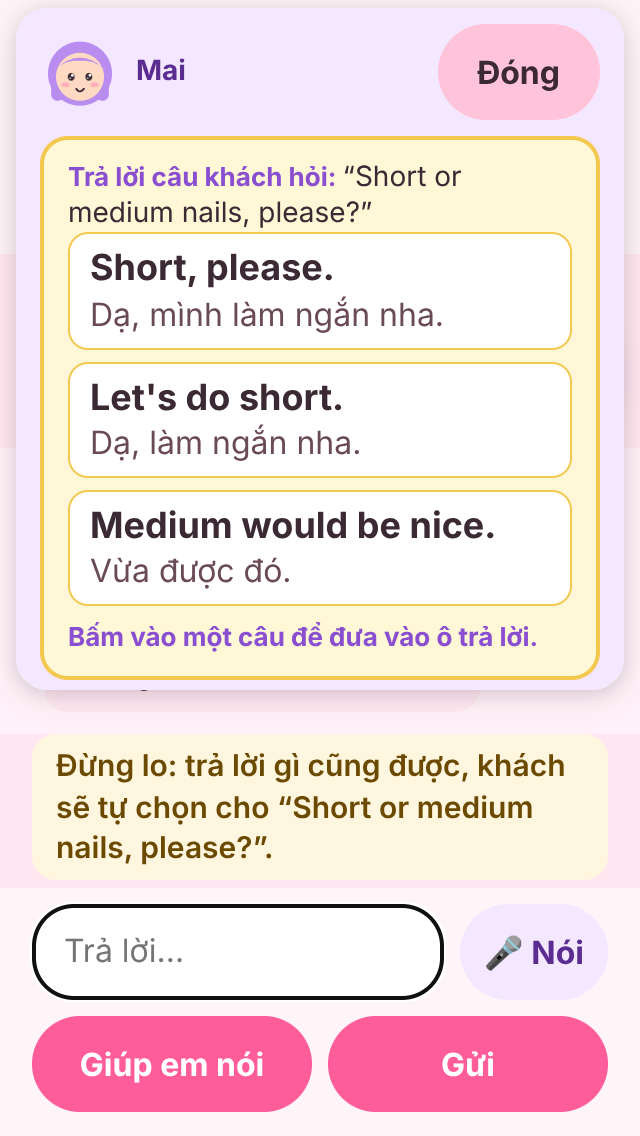 Mai
Đóng
Trả lời câu khách hỏi: “Short or
medium nails, please?”
Short, please.
Dạ, mình làm ngắn nha.
Let's do short.
Dạ, làm ngắn nha.
Medium would be nice.
Vừa được đó.
Bấm vào một câu để đưa vào ô trả lời.
Đừng lo: trả lời gì cũng được, khách
sẽ tự chọn cho “Short or medium
nails, please?”.
Trả lời...
Nói
Giúp em nói
Gửi